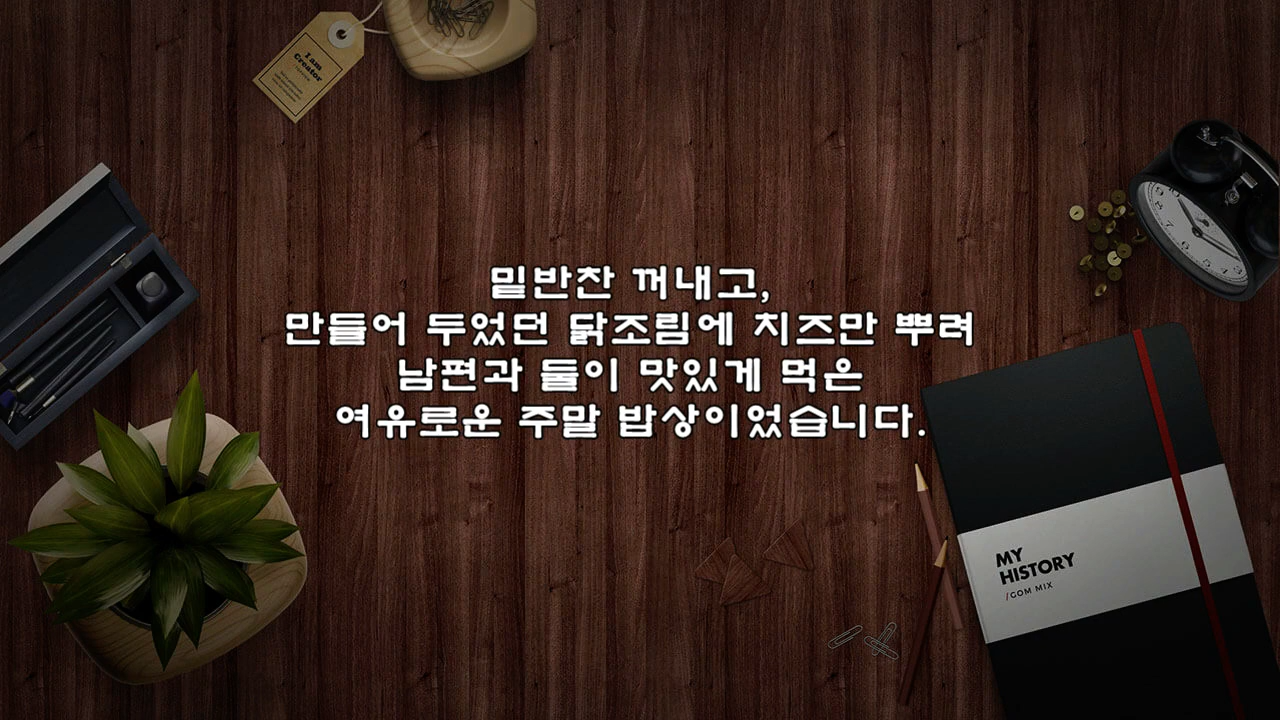 I am
Creator
밑반찬 꺼내고,
만들어 두었던 닭조림에 치즈만 뿌려
남편과 둘이 맛있게 먹은
여유로운 주말 밥상이었습니다.
MY
HISTORY
/GOM MIX